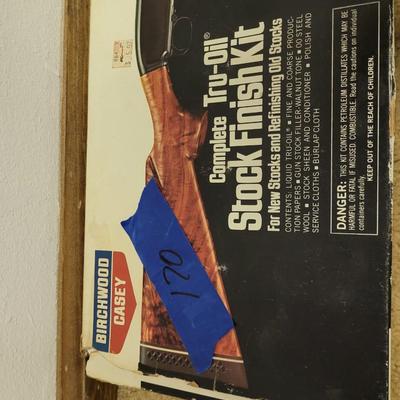 Complete Tru-Oil®
Stock Finish Kit
For New Stocks and Refinishing Old Stocks
CONTENTS: LIQUID TRU-OIL® ■ FINE AND COARSE PRODUC-
TION PAPERS ■ GUN STOCK FILLER-WALNUTTONE ■ OO STEEL
WOOL ■ STOCK SHEEN AND CONDITIONER ■ POLISH AND
SERVICE CLOTHS ■ BURLAP CLOTH
DANGER: THIS KIT CONTAINS PETROLEUM DISTILLATES WHICH MAY BE
HARMFUL OR FATAL IF MISUSED. COMBUSTIBLE. Read the cautions on individual
containers carefully.
KEEP OUT OF THE REACH OF CHILDREN.
BIRCHWOOD
CASEY
170